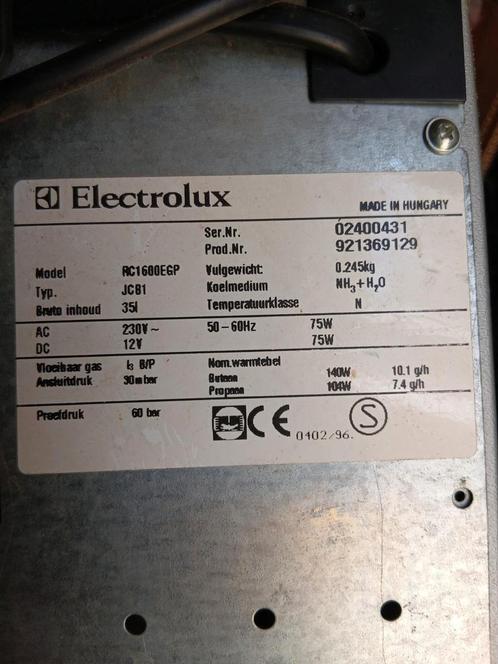 Electrolux
MADE IN HUNGARY
Ser.Nr. 02400431
Prod.Nr. 921369129
Model RC1600EGP Vulgewicht: 0.245kg
Typ. JCB1 Koelmedium NH₃+H₂O
Bruto inhoud 35l Temperatuurklasse N
AC 230V~ 50-60Hz 75W
DC 12V 75W
Vloeibaar gas I₃ B/P Nom.warmtebel
Aansluitdruk 30mbar Butaan 140W 10.1 g/h
Propaan 104W 7.4 g/h
Proefdruk 60 bar
CE 0402/96. S